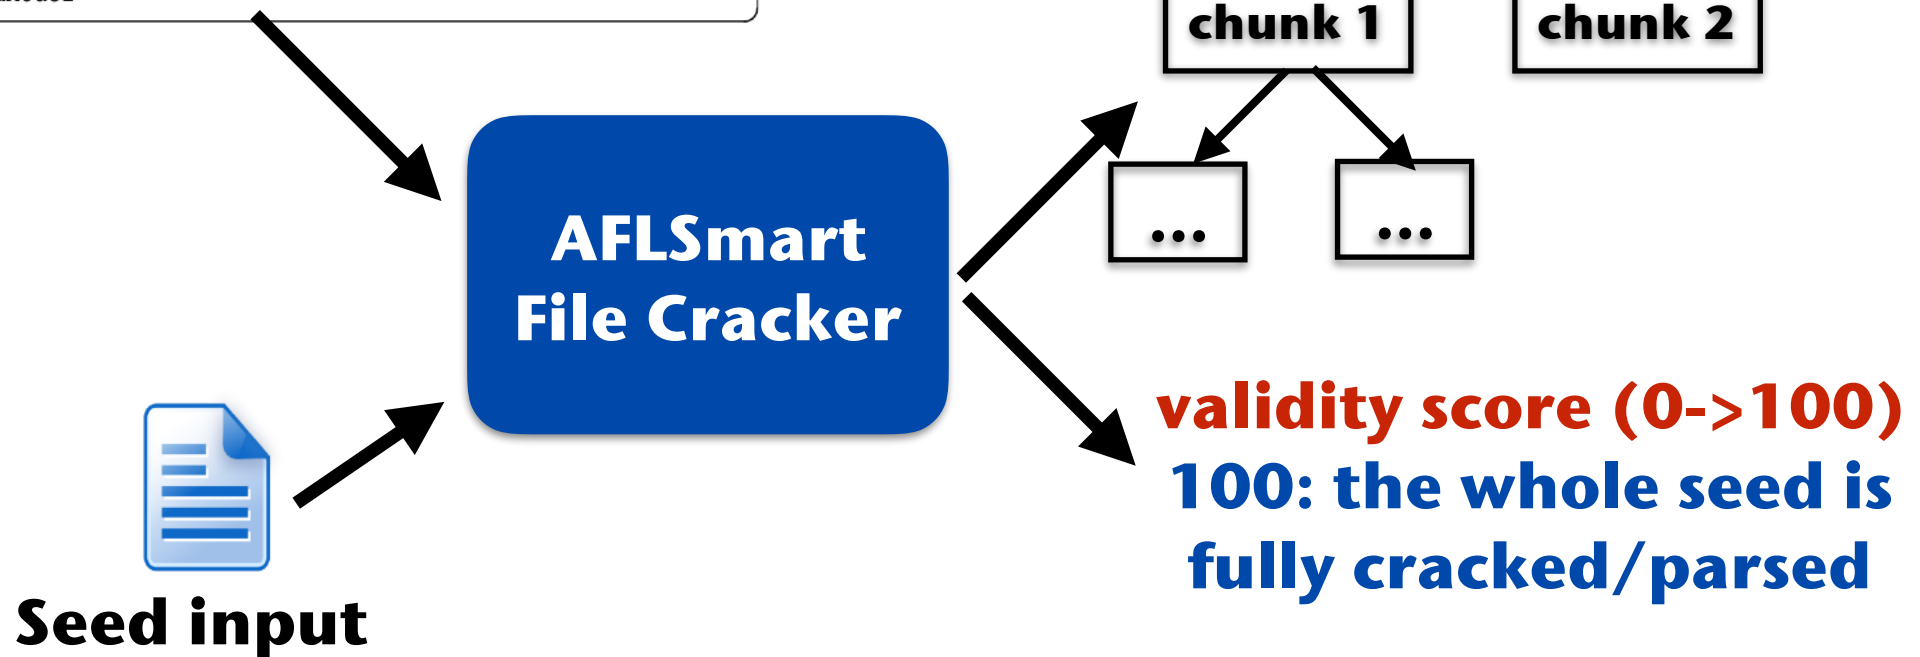 chunk 1
chunk 2
...
...
AFLSmart
File Cracker
validity score (0->100)
100: the whole seed is
fully cracked/parsed
Seed input